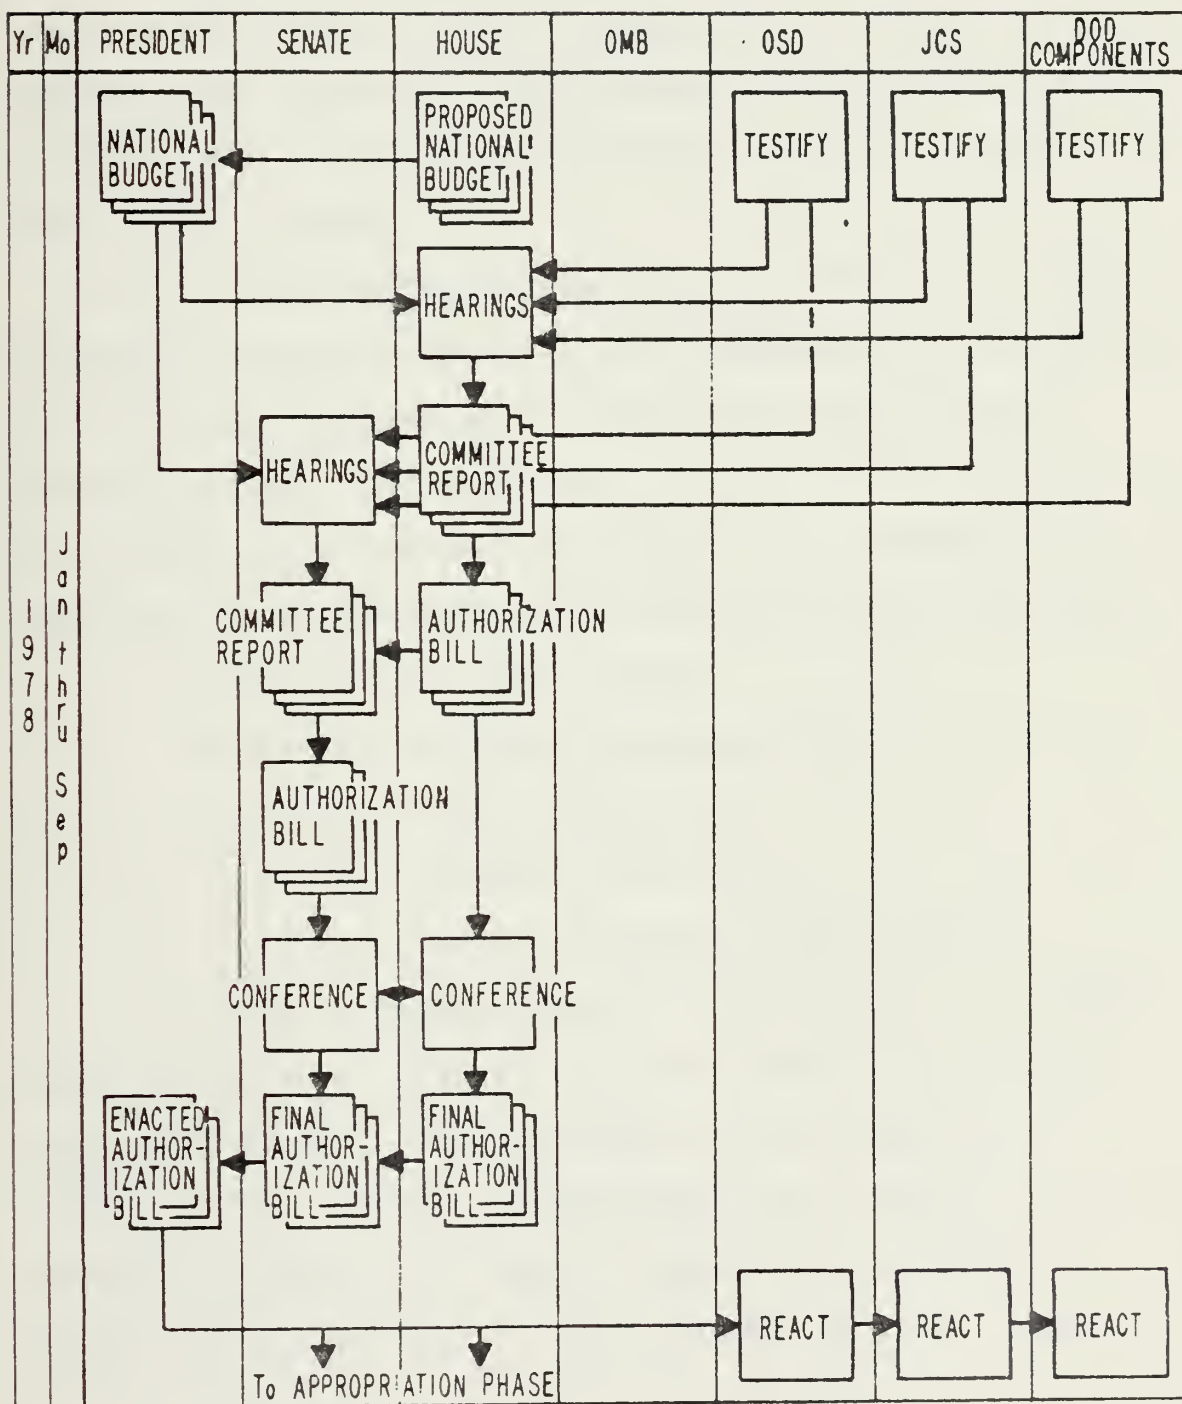 Yr Mo PRESIDENT SENATE HOUSE OMB OSD JCS DOD COMPONENTS
1978
Jan thru Sep
NATIONAL
BUDGET
PROPOSED
NATIONAL
BUDGET
TESTIFY
TESTIFY
TESTIFY
HEARINGS
HEARINGS
COMMITTEE
REPORT
COMMITTEE
REPORT
AUTHORIZATION
BILL
AUTHORIZATION
BILL
CONFERENCE
CONFERENCE
ENACTED
AUTHOR-
IZATION
BILL
FINAL
AUTHOR-
IZATION
BILL
FINAL
AUTHOR-
IZATION
BILL
REACT
REACT
REACT
To APPROPRIATION PHASE